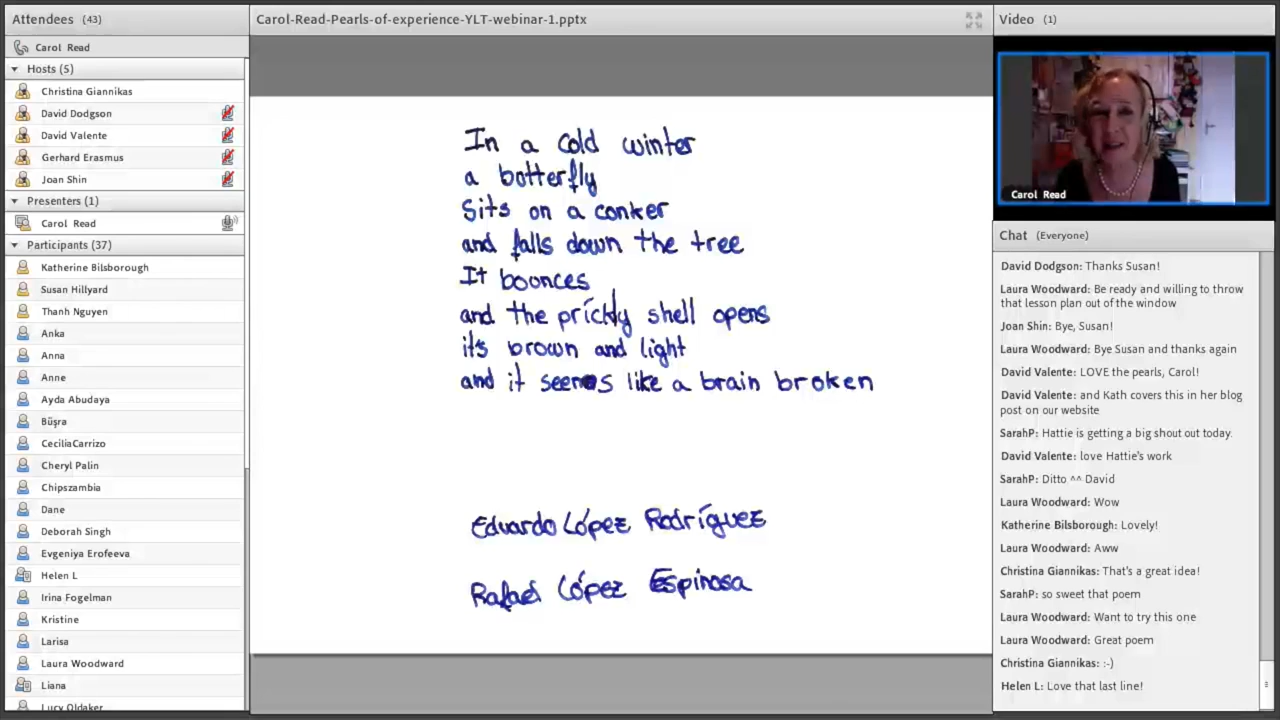 Attendees (43)
Carol Read
Hosts (5)
Christina Giannikas
David Dodgson
David Valente
Gerhard Erasmus
Joan Shin
Presenters (1)
Carol Read
Participants (37)
Katherine Bilsborough
Susan Hillyard
Thanh Nguyen
Anka
Anna
Anne
Ayda Abudaya
Büşra
CeciliaCarrizo
Cheryl Palin
Chipszambia
Dane
Deborah Singh
Evgeniya Erofeeva
Helen L
Irina Fogelman
Kristine
Larisa
Laura Woodward
Liana
Lucy Oldaker
Carol-Read-Pearls-of-experience-YLT-webinar-1.pptx
In a cold winter
a botterfly
Sits on a conker
and falls down the tree
It boonces
and the prickly shell opens
it's brown and light
and it seems like a brain broken
Eduardo López Rodríguez
Rafael López Espinosa
Video (1)
Carol Read
Chat (Everyone)
David Dodgson: Thanks Susan!
Laura Woodward: Be ready and willing to throw
that lesson plan out of the window
Joan Shin: Bye, Susan!
Laura Woodward: Bye Susan and thanks again
David Valente: LOVE the pearls, Carol!
David Valente: and Kath covers this in her blog
post on our website
SarahP: Hattie is getting a big shout out today.
David Valente: love Hattie's work
SarahP: Ditto ^^ David
Laura Woodward: Wow
Katherine Bilsborough: Lovely!
Laura Woodward: Aww
Christina Giannikas: That's a great idea!
SarahP: so sweet that poem
Laura Woodward: Want to try this one
Laura Woodward: Great poem
Christina Giannikas: :-)
Helen L: Love that last line!